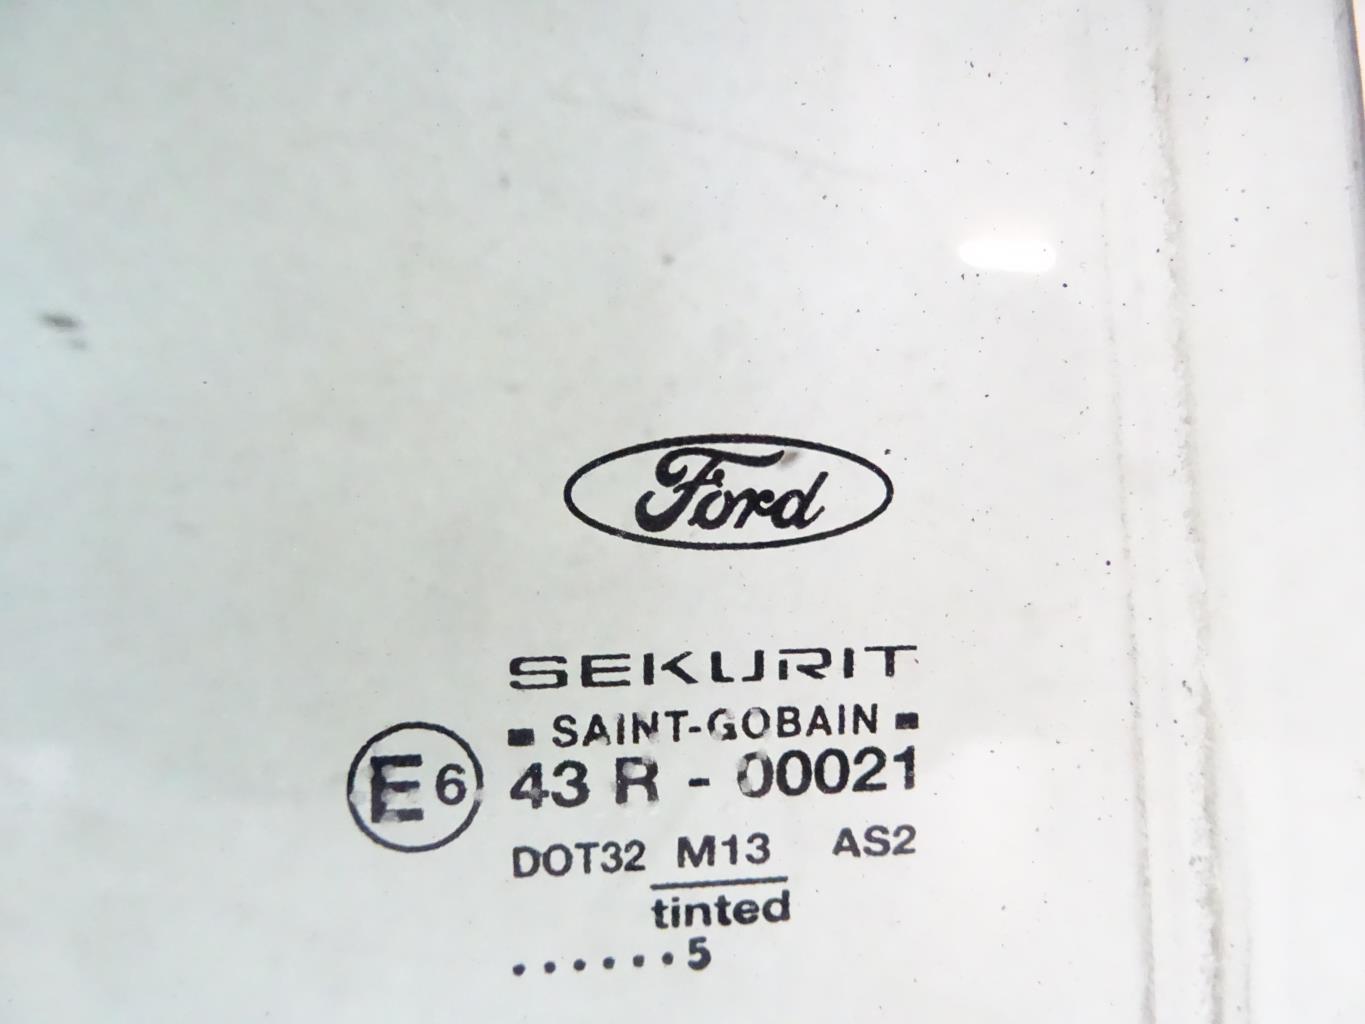 Ford
SEKURIT
SAINT-GOBAIN
E6 43 R - 00021
DOT32 M13 AS2
tinted
......5